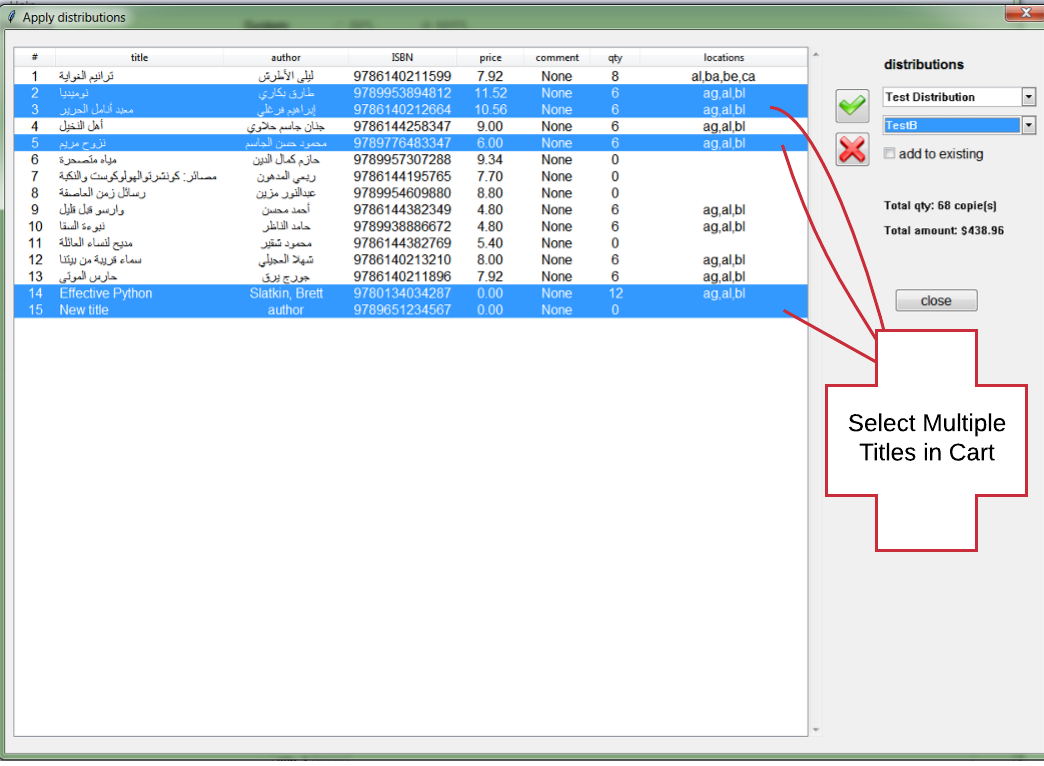 Apply distributions
# title author ISBN price comment qty locations
1 ترانيم الغواية ليلى الأطرش 9786140211599 7.92 None 8 al,ba,be,ca
2 نوميديا طارق بكاري 9789953894812 11.52 None 6 ag,al,bl
3 معبد أنامل الحرير إبراهيم فرغلي 9786140212664 10.56 None 6 ag,al,bl
4 أهل النخيل جنان جاسم حلاوي 9786144258347 9.00 None 6 ag,al,bl
5 نزوح مريم محمود حسن الجاسم 9789776483347 6.00 None 6 ag,al,bl
6 مياه متصحرة حازم كمال الدين 9789957307288 9.34 None 0
7 مصائر: كونشرتوالهولوكوست والنكبة ربعي المدهون 9786144195765 7.70 None 0
8 رسائل زمن العاصفة عبدالنور مزين 9789954609880 8.80 None 0
9 وارسو قبل قليل أحمد محسن 9786144382349 4.80 None 6 ag,al,bl
10 نبوءة السقا حامد الناظر 9789938886672 4.80 None 6 ag,al,bl
11 مديح لنساء العائلة محمود شقير 9786144382769 5.40 None 0
12 سماء قريبة من بيتنا شهلا العجيلي 9786140213210 8.00 None 6 ag,al,bl
13 حارس الموتى جورج يرق 9786140211896 7.92 None 6 ag,al,bl
14 Effective Python Slatkin, Brett 9780134034287 0.00 None 12 ag,al,bl
15 New title author 9789651234567 0.00 None 0
distributions
Test Distribution
TestB
add to existing
Total qty: 68 copie(s)
Total amount: $438.96
close
Select Multiple
Titles in Cart